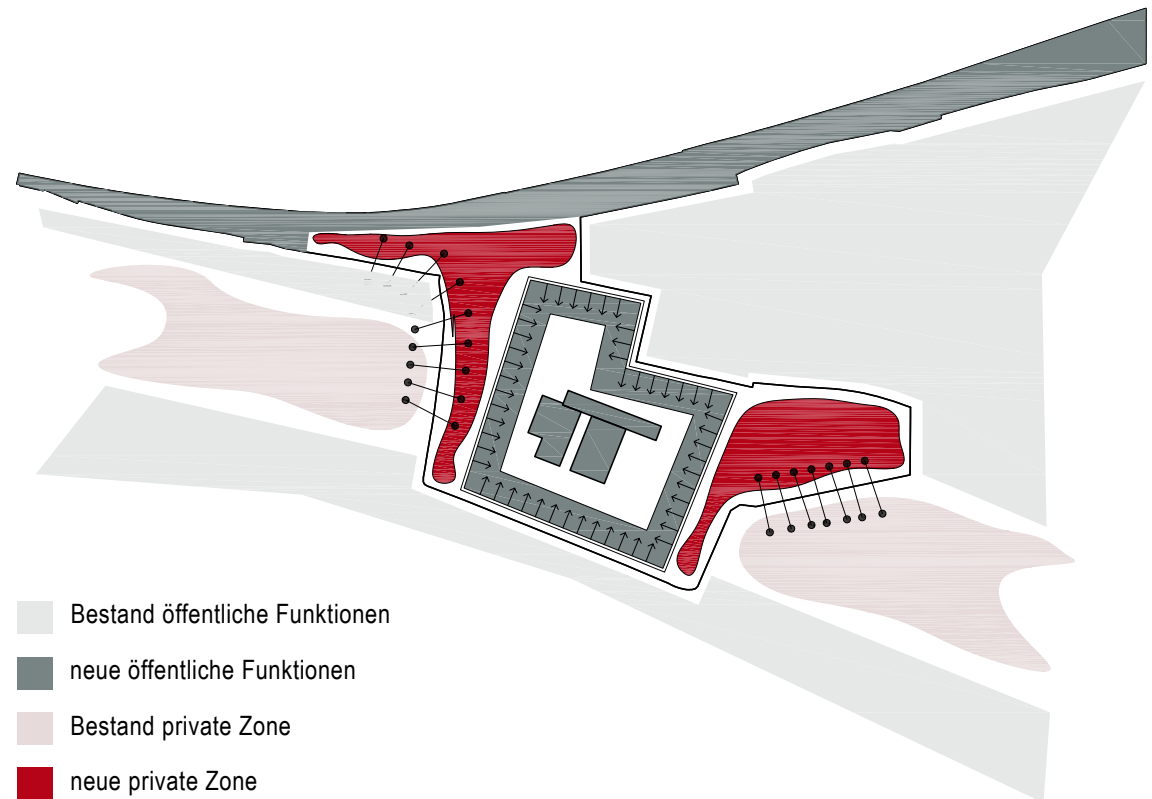 Bestand öffentliche Funktionen
neue öffentliche Funktionen
Bestand private Zone
neue private Zone